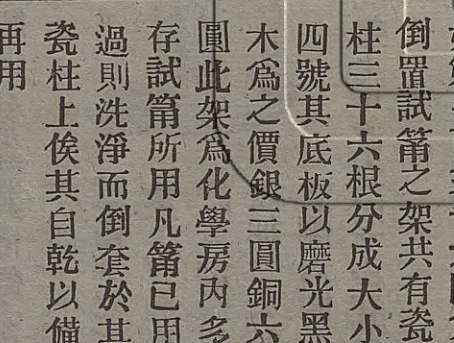 倒置試筩之架共有瓷
柱三十六根分成大小
四號其底板以磨光黑
木爲之價銀三圓銅六
圓此架爲化學房内多
存試筩所用凡筩已用
過則洗淨而倒套於其
瓷柱上俟其自乾以備
再用